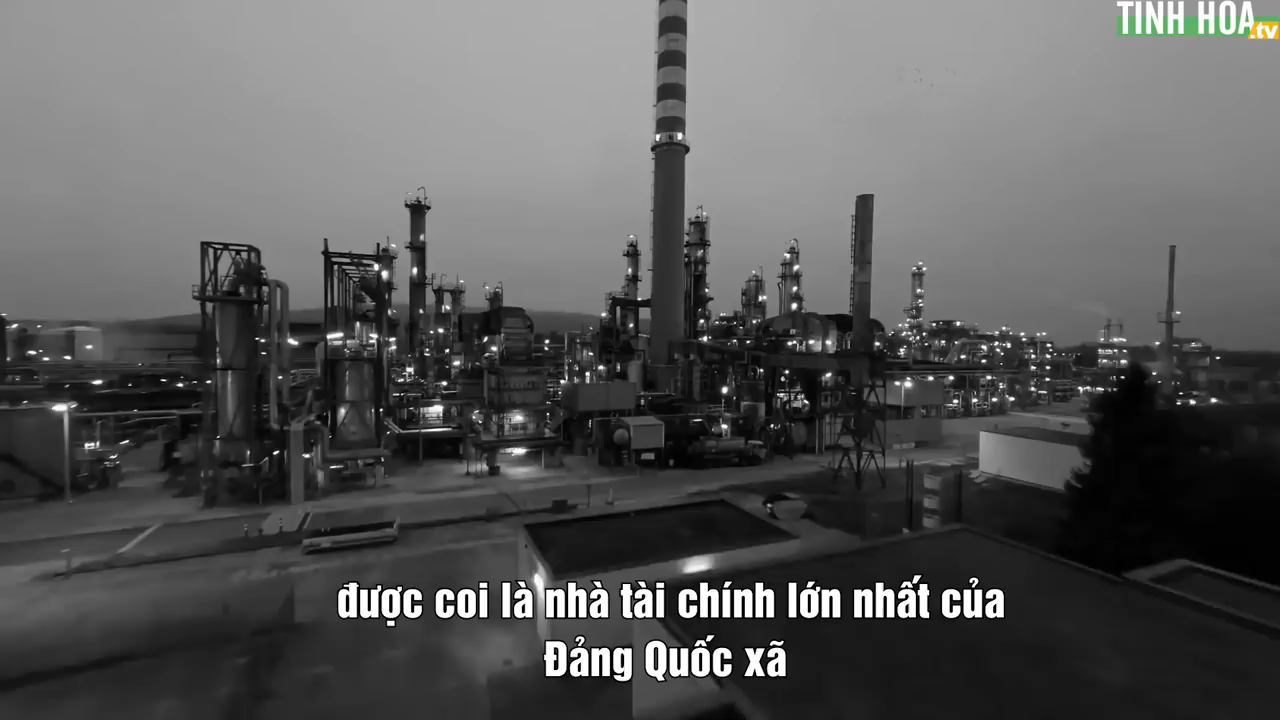 TINH HOA
.tv
được coi là nhà tài chính lớn nhất của
Đảng Quốc xã